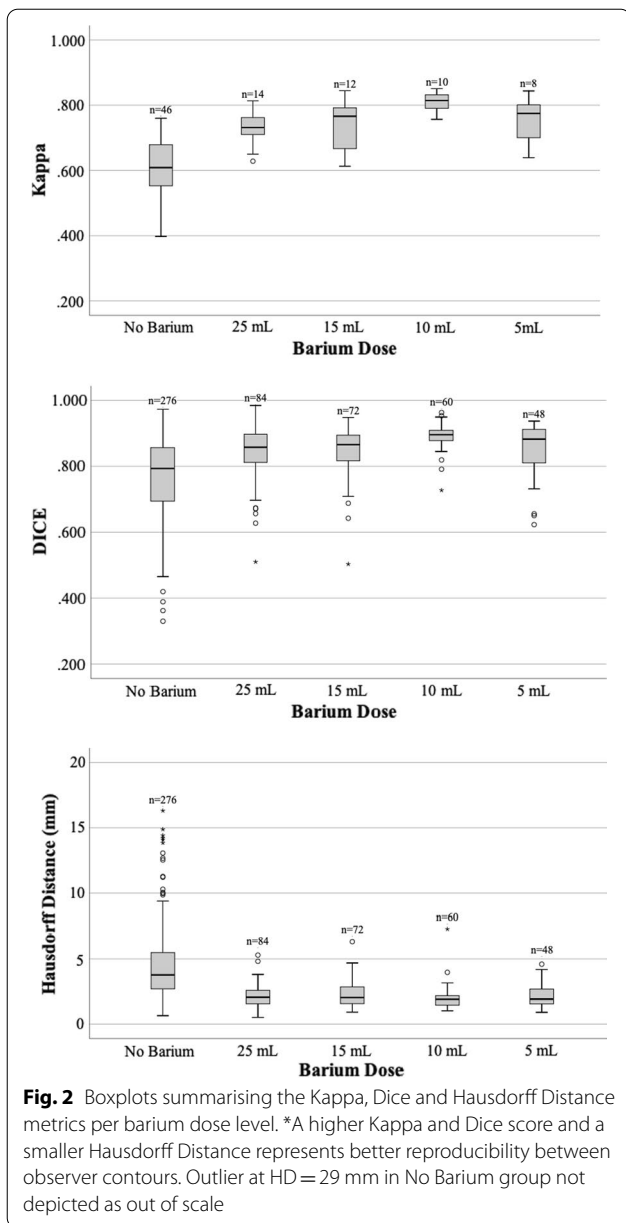 1.000
n=46
n=14
n=12
n=10
n=8
.800
.600
.400
.200
Kappa
No Barium 25 mL 15 mL 10 mL 5mL
Barium Dose
1.000
n=276
n=84
n=72
n=60
n=48
.800
.600
.400
.200
DICE
No Barium 25 mL 15 mL 10 mL 5 mL
Barium Dose
20
15
10
5
0
n=276
n=84
n=72
n=60
n=48
Hausdorff Distance (mm)
No Barium 25 mL 15 mL 10 mL 5 mL
Barium Dose
Fig. 2 Boxplots summarising the Kappa, Dice and Hausdorff Distance
metrics per barium dose level. *A higher Kappa and Dice score and a
smaller Hausdorff Distance represents better reproducibility between
observer contours. Outlier at HD = 29 mm in No Barium group not
depicted as out of scale